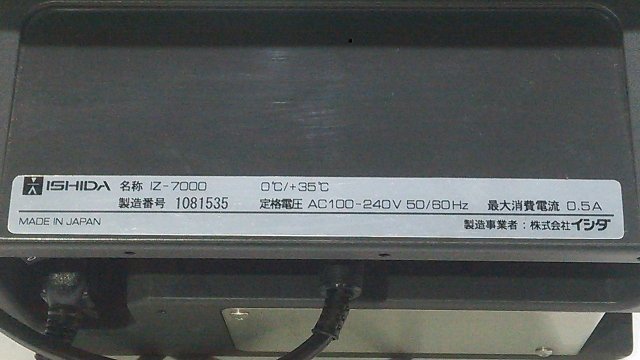 ISHIDA 名称 IZ-7000 0℃/+35℃
製造番号 1081535 定格電圧 AC100-240V 50/60Hz 最大消費電流 0.5A
MADE IN JAPAN 製造事業者：株式会社イシダ